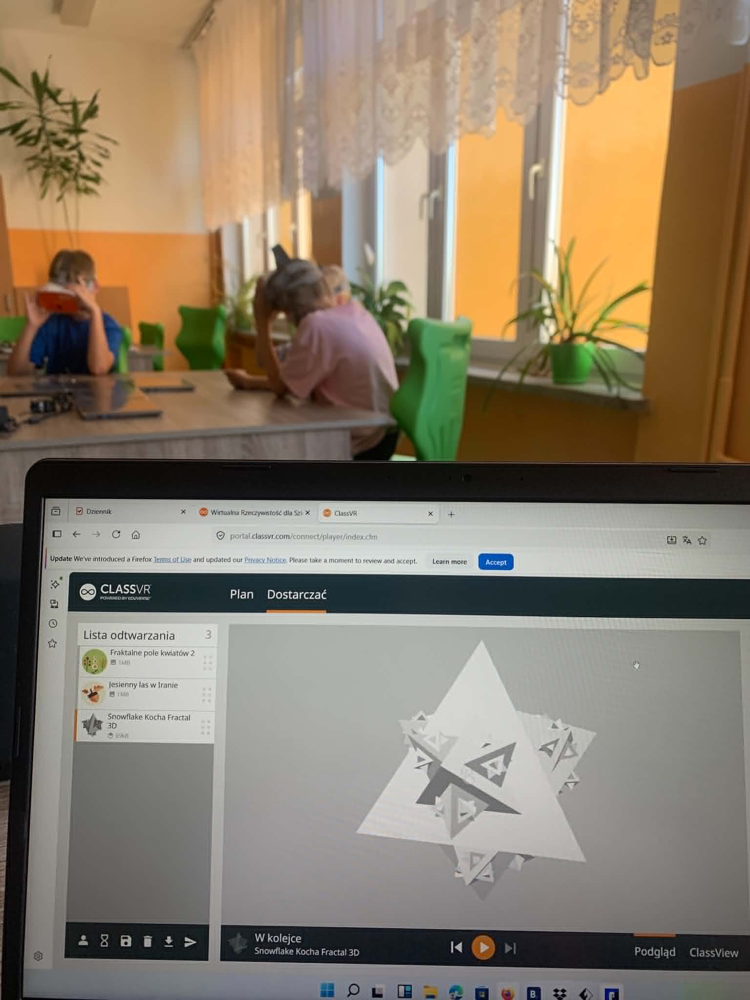 Dziennik
Wirtualna Rzeczywistość dla Szk
ClassVR
portal.classvr.com/connect/player/index.cfm
Update We've introduced a Firefox Terms of Use and updated our Privacy Notice. Please take a moment to review and accept.
Learn more
Accept
CLASSVR
POWERED BY EDUVERSE
Plan
Dostarczać
Lista odtwarzania 3
Fraktalne pole kwiatów 2
1MB
Jesienny las w Iranie
1MB
Snowflake Kocha Fractal
3D
69kB
W kolejce
Snowflake Kocha Fractal 3D
Podgląd
ClassView
B.